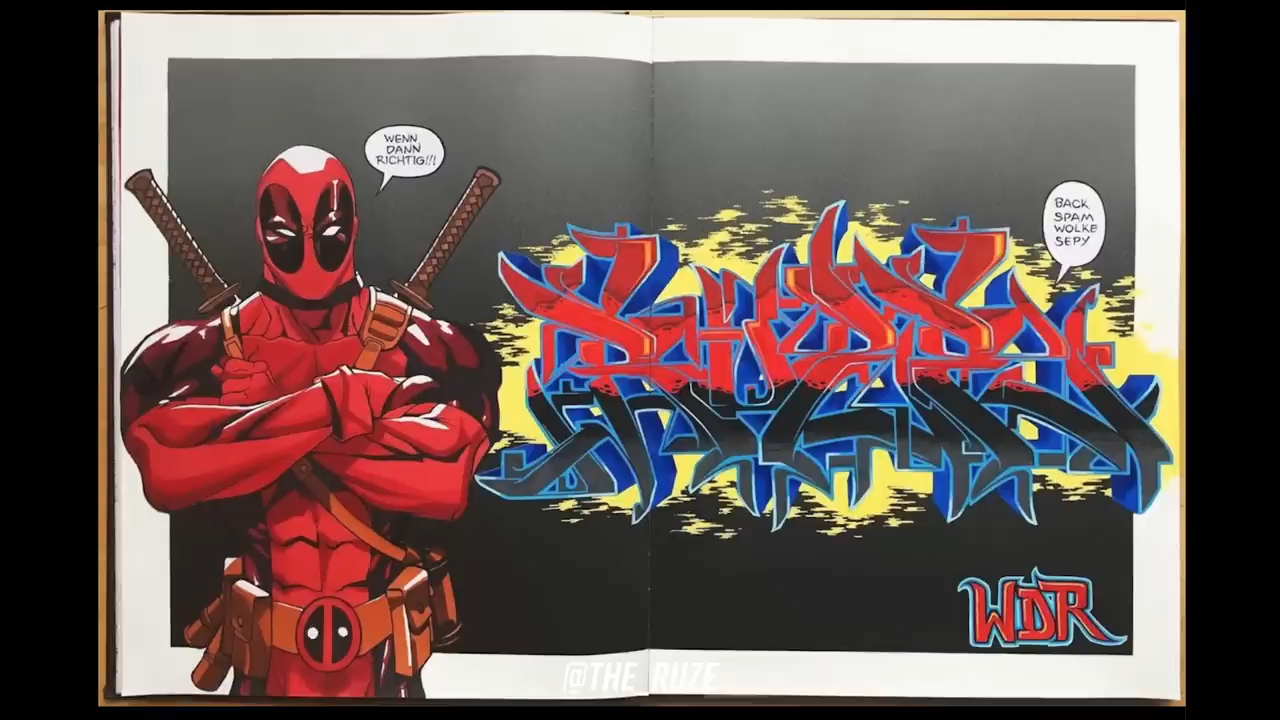 WENN
DANN
RICHTIG!!!
BACK
SPAM
WOLKE
SEPY
WDR
@THE_RUZE